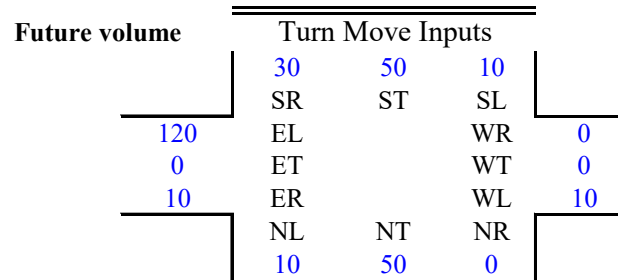 Future volume Turn Move Inputs
30 50 10
SR ST SL
120 EL WR 0
0 ET WT 0
10 ER WL 10
NL NT NR
10 50 0